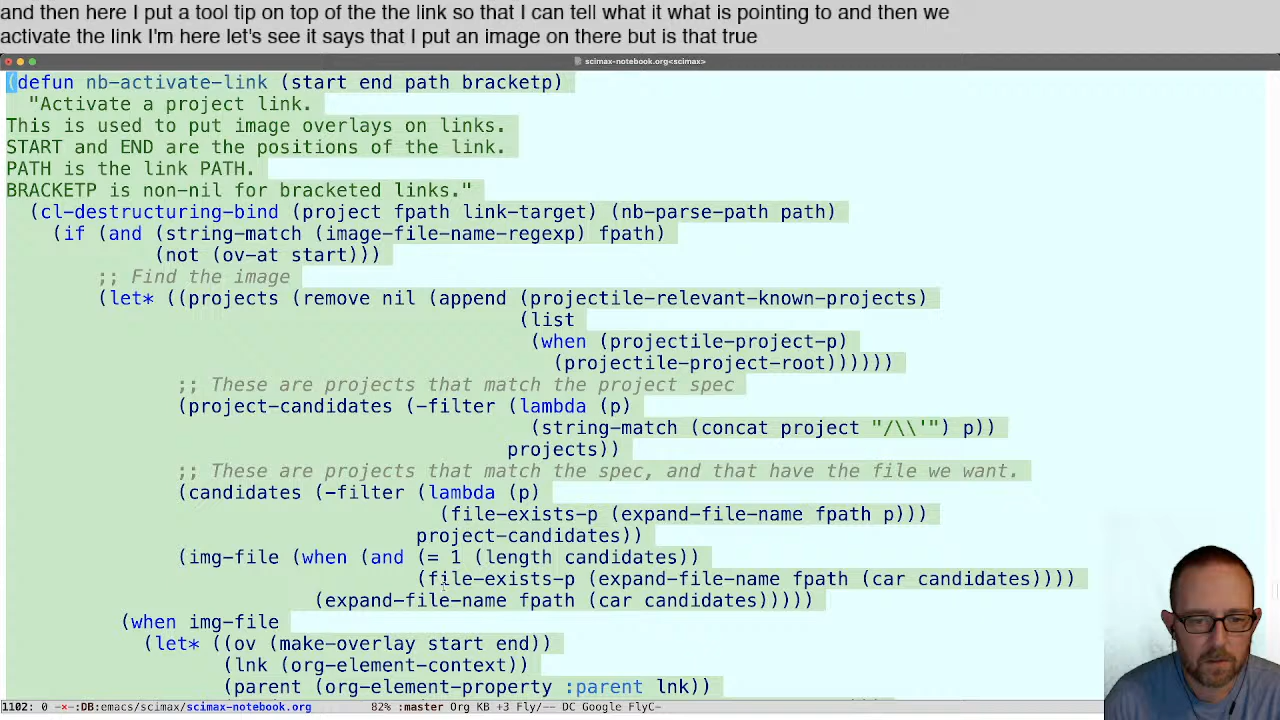 and then here I put a tool tip on top of the the link so that I can tell what it what is pointing to and then we
activate the link I'm here let's see it says that I put an image on there but is that true
scimax-notebook.org<scimax>
(defun nb-activate-link (start end path bracketp)
"Activate a project link.
This is used to put image overlays on links.
START and END are the positions of the link.
PATH is the link PATH.
BRACKETP is non-nil for bracketed links."
(cl-destructuring-bind (project fpath link-target) (nb-parse-path path)
(if (and (string-match (image-file-name-regexp) fpath)
(not (ov-at start)))
;; Find the image
(let* ((projects (remove nil (append (projectile-relevant-known-projects)
(list
(when (projectile-project-p)
(projectile-project-root))))))
;; These are projects that match the project spec
(project-candidates (-filter (lambda (p)
(string-match (concat project "/\\'") p))
projects))
;; These are projects that match the spec, and that have the file we want.
(candidates (-filter (lambda (p)
(file-exists-p (expand-file-name fpath p)))
project-candidates))
(img-file (when (and (= 1 (length candidates))
(file-exists-p (expand-file-name fpath (car candidates))))
(expand-file-name fpath (car candidates)))))
(when img-file
(let* ((ov (make-overlay start end))
(lnk (org-element-context))
(parent (org-element-property :parent lnk))
1102: 0 -×-:DB:emacs/scimax/scimax-notebook.org 82% :master Org KB +3 Fly/-- DC Google FlyC-